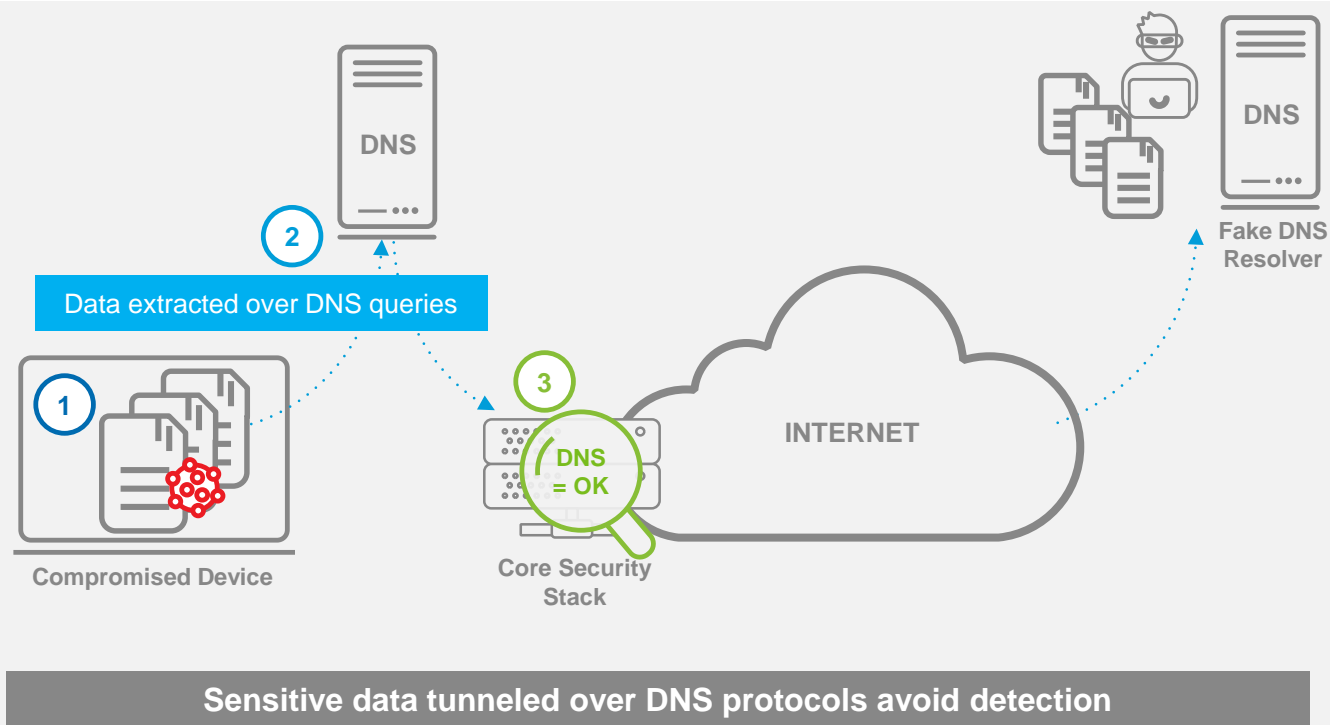 DNS
DNS
2
Fake DNS
Resolver
Data extracted over DNS queries
1
3
DNS
= OK
INTERNET
Compromised Device
Core Security
Stack
Sensitive data tunneled over DNS protocols avoid detection